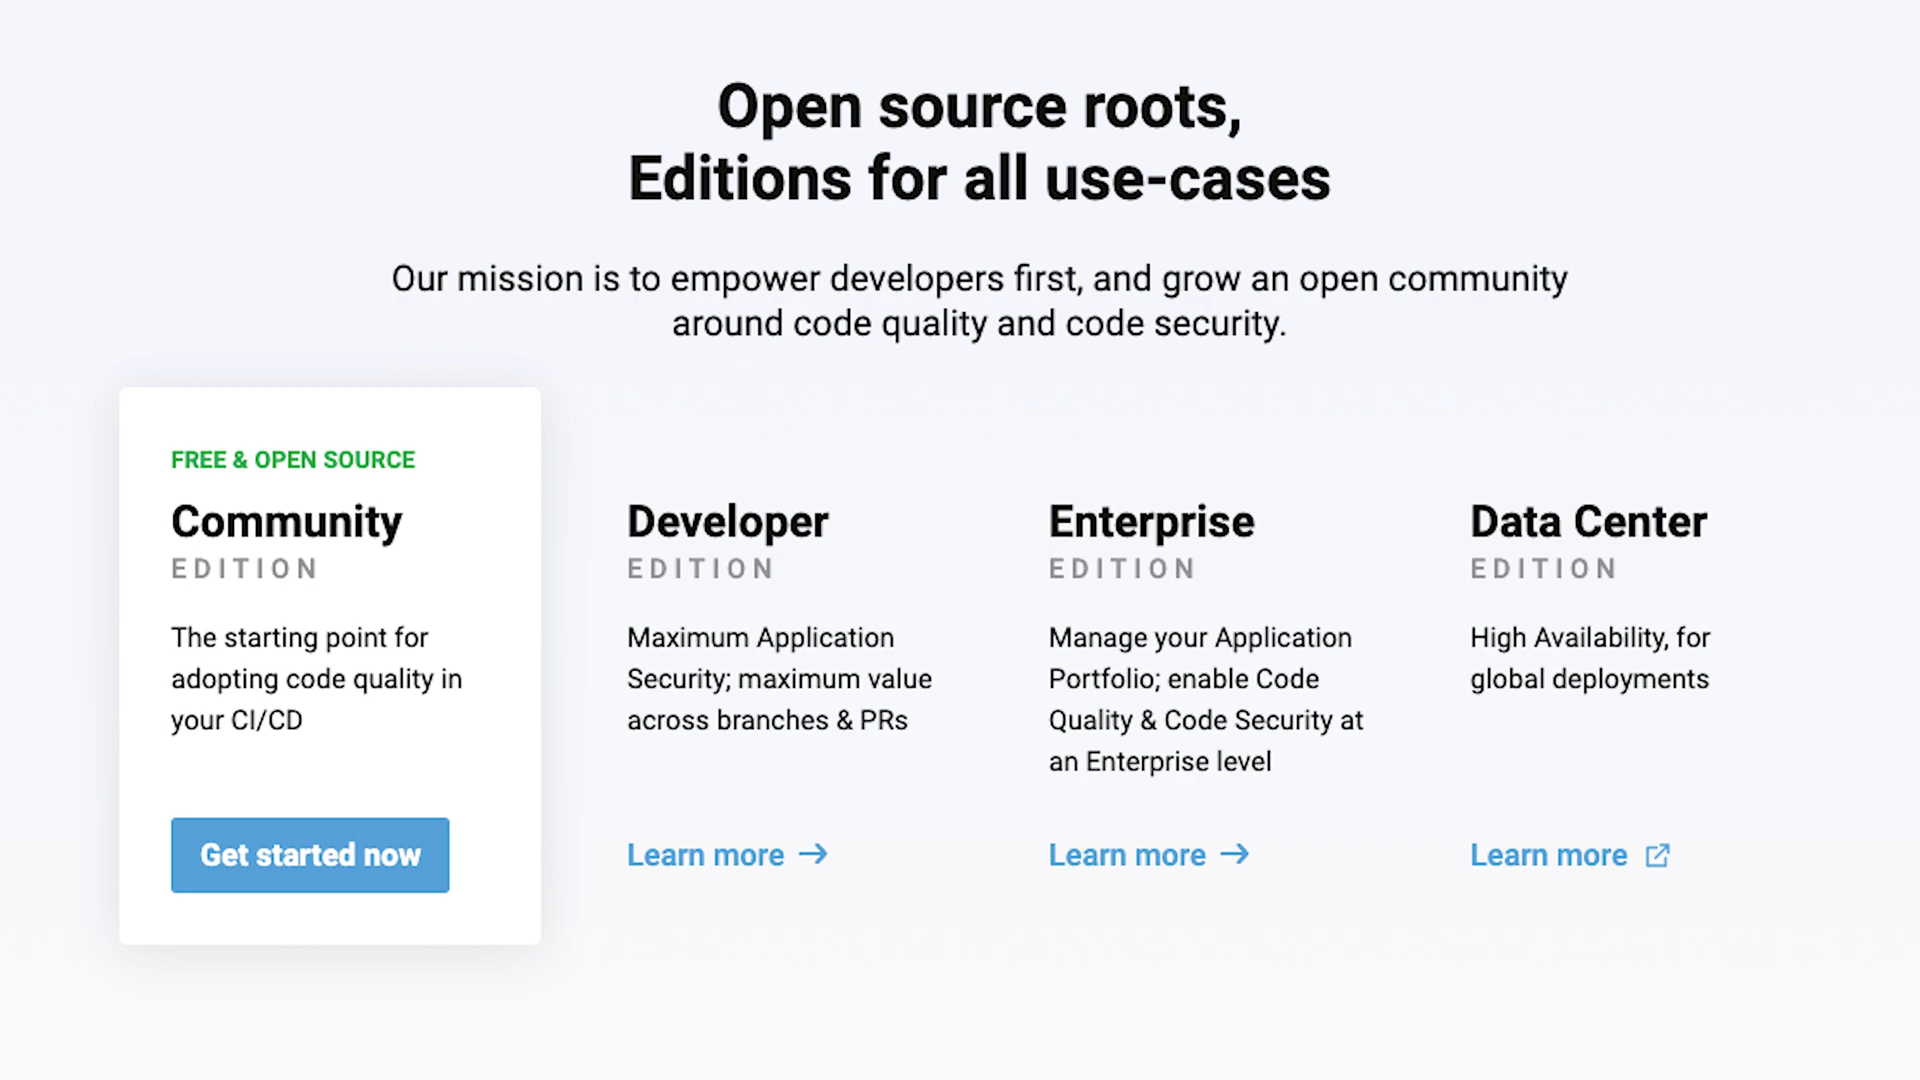 Open source roots,
Editions for all use-cases
Our mission is to empower developers first, and grow an open community
around code quality and code security.
FREE & OPEN SOURCE
Community
EDITION
The starting point for
adopting code quality in
your CI/CD
Get started now
Developer
EDITION
Maximum Application
Security; maximum value
across branches & PRs
Learn more
Enterprise
EDITION
Manage your Application
Portfolio; enable Code
Quality & Code Security at
an Enterprise level
Learn more
Data Center
EDITION
High Availability, for
global deployments
Learn more